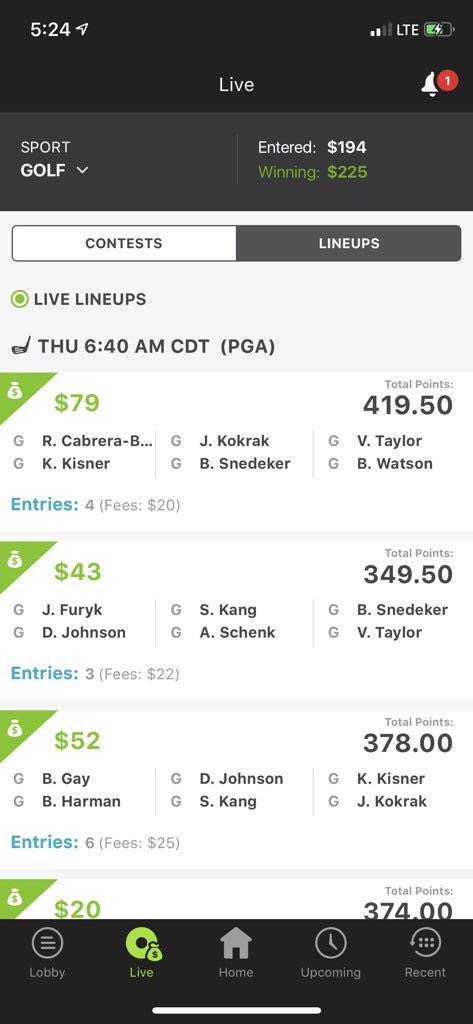 5:24 LTE
Live 1
SPORT
GOLF
Entered: $194
Winning: $225
CONTESTS LINEUPS
LIVE LINEUPS
THU 6:40 AM CDT (PGA)
$79 Total Points: 419.50
G R. Cabrera-B... G J. Kokrak G V. Taylor
G K. Kisner G B. Snedeker G B. Watson
Entries: 4 (Fees: $20)
$43 Total Points: 349.50
G J. Furyk G S. Kang G B. Snedeker
G D. Johnson G A. Schenk G V. Taylor
Entries: 3 (Fees: $22)
$52 Total Points: 378.00
G B. Gay G D. Johnson G K. Kisner
G B. Harman G S. Kang G J. Kokrak
Entries: 6 (Fees: $25)
$20 Total Points: 374.00
Lobby Live Home Upcoming Recent